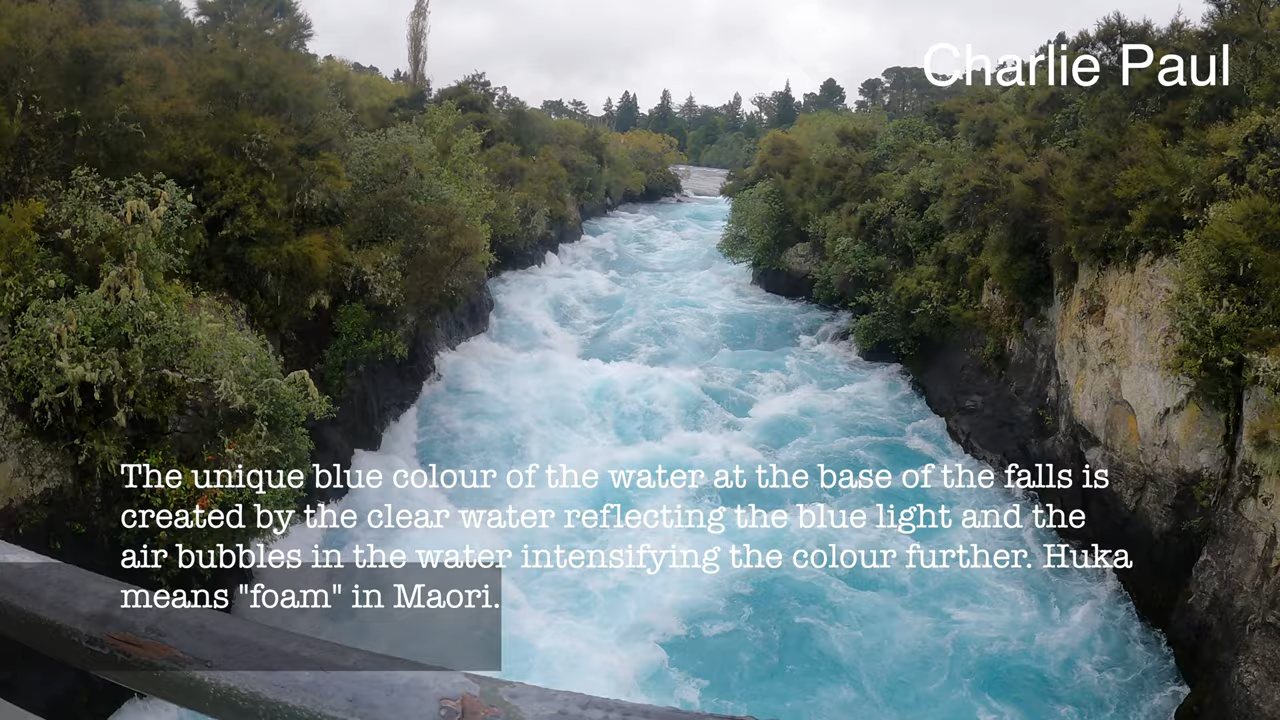 Charlie Paul
The unique blue colour of the water at the base of the falls is
created by the clear water reflecting the blue light and the
air bubbles in the water intensifying the colour further. Huka
means "foam" in Maori.